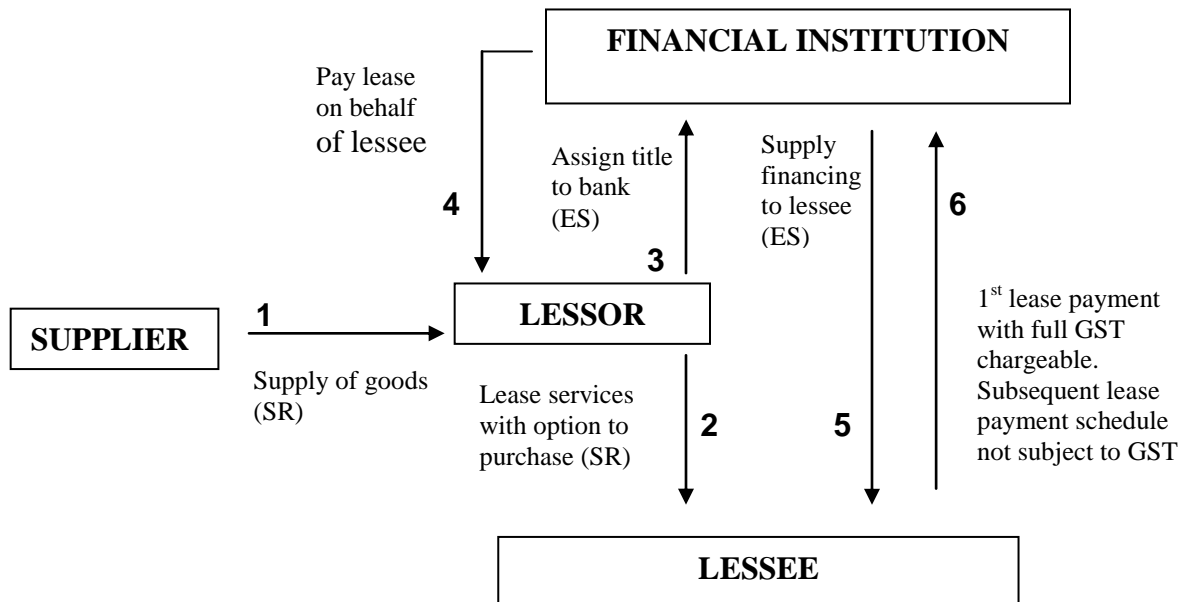 FINANCIAL INSTITUTION
Pay lease
on behalf
of lessee
4
Assign title
to bank
(ES)
3
Supply
financing
to lessee
(ES)
5
6
1st lease payment
with full GST
chargeable.
Subsequent lease
payment schedule
not subject to GST
SUPPLIER
1
Supply of goods
(SR)
LESSOR
Lease services
with option to
purchase (SR)
2
LESSEE